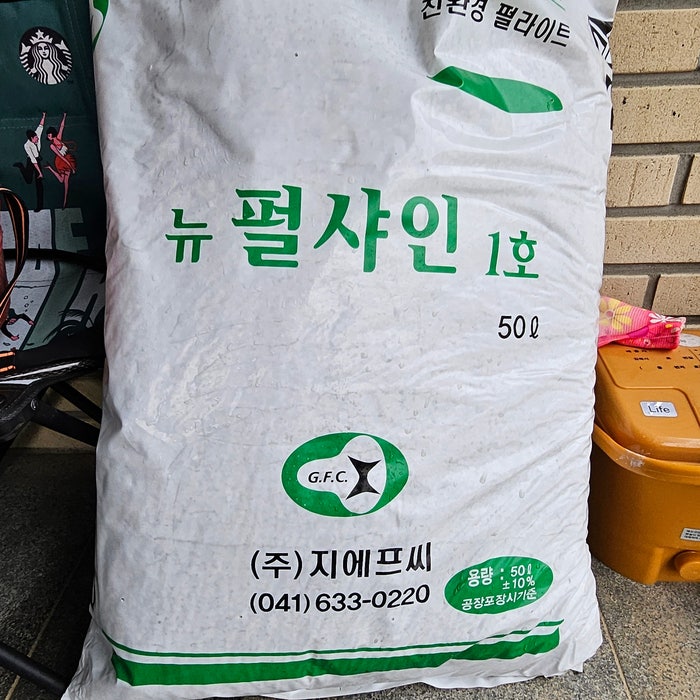 친환경 펄라이트
뉴 펄샤인 1호
50ℓ
G.F.C.
(주)지에프씨
(041) 633-0220
용량 : 50ℓ
±10%
공장포장시기준
Life